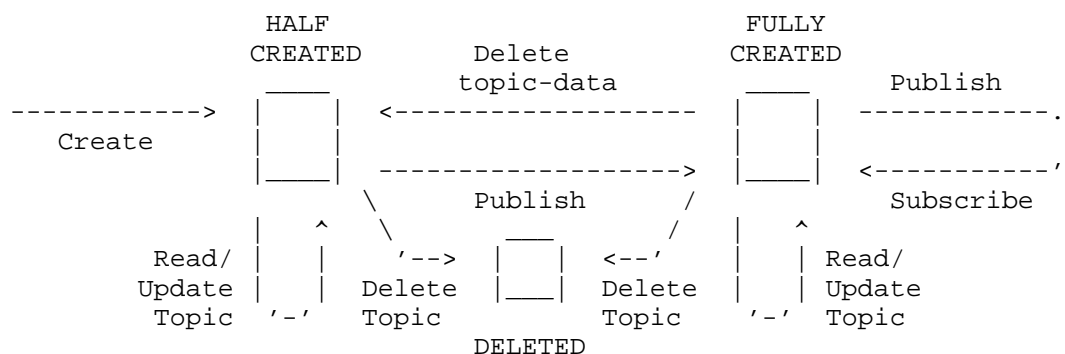 HALF FULLY
CREATED Delete CREATED
topic-data Publish
Create
Publish Subscribe
Read/ Read/
Update Delete Delete Update
Topic Topic Topic Topic
DELETED